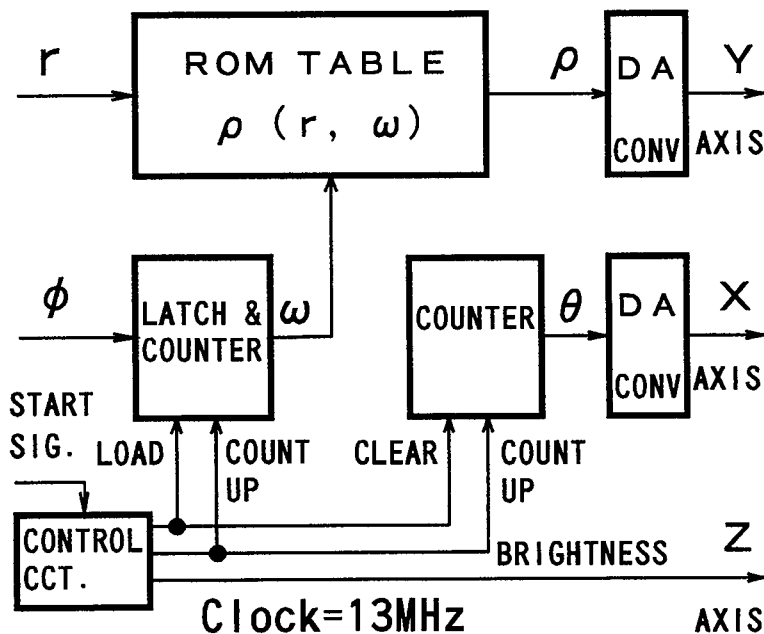 r
ROM TABLE
ρ (r, ω)
ρ
DA
CONV
Y
AXIS
φ
LATCH &
COUNTER
ω
COUNTER
θ
DA
CONV
X
AXIS
START
SIG.
LOAD
COUNT
UP
CLEAR
COUNT
UP
CONTROL
CCT.
BRIGHTNESS
Z
AXIS
Clock=13MHz